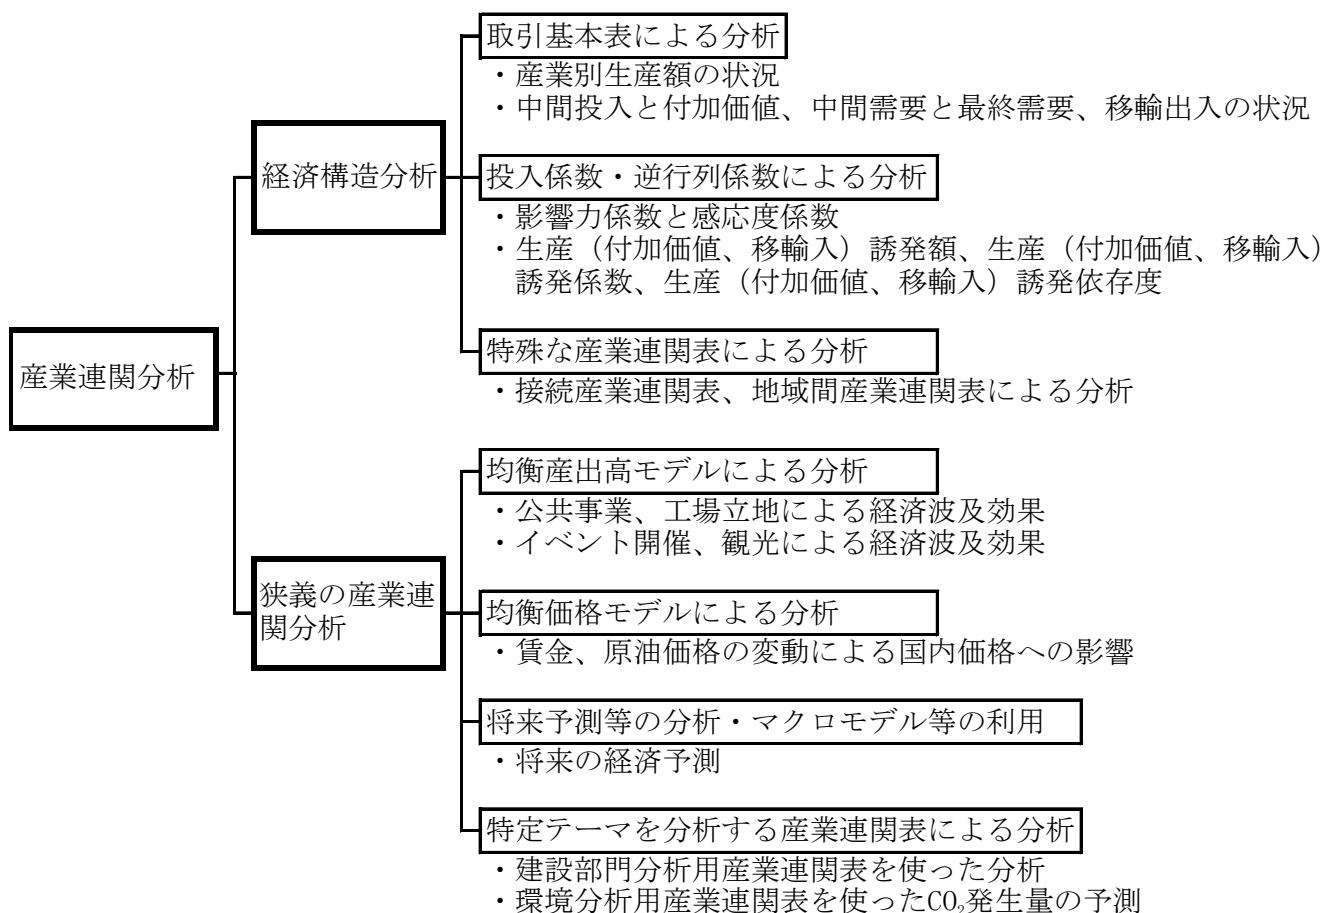 取引基本表による分析
・産業別生産額の状況
・中間投入と付加価値、中間需要と最終需要、移輸出入の状況
経済構造分析
投入係数・逆行列係数による分析
・影響力係数と感応度係数
・生産（付加価値、移輸入）誘発額、生産（付加価値、移輸入）
誘発係数、生産（付加価値、移輸入）誘発依存度
特殊な産業連関表による分析
・接続産業連関表、地域間産業連関表による分析
産業連関分析
均衡産出高モデルによる分析
・公共事業、工場立地による経済波及効果
・イベント開催、観光による経済波及効果
狭義の産業連
関分析
均衡価格モデルによる分析
・賃金、原油価格の変動による国内価格への影響
将来予測等の分析・マクロモデル等の利用
・将来の経済予測
特定テーマを分析する産業連関表による分析
・建設部門分析用産業連関表を使った分析
・環境分析用産業連関表を使ったCO₂発生量の予測